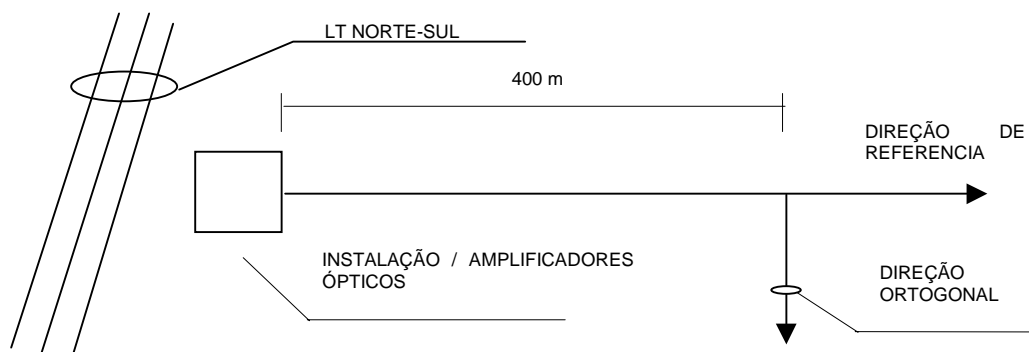 LT NORTE-SUL
400 m
DIREÇÃO DE
REFERENCIA
INSTALAÇÃO / AMPLIFICADORES
ÓPTICOS
DIREÇÃO
ORTOGONAL